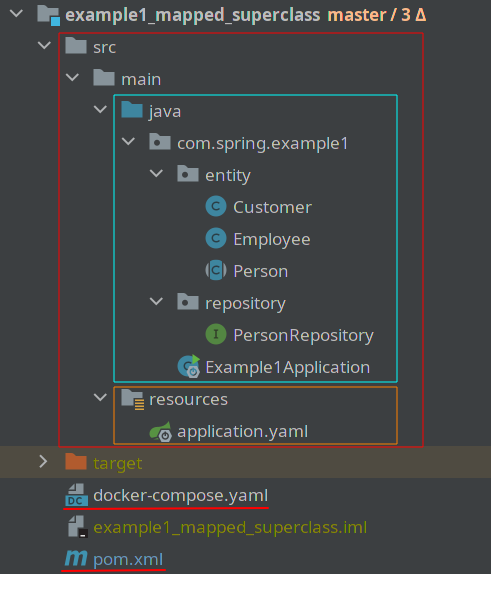 example1_mapped_superclass master / 3 Δ
src
main
java
com.spring.example1
entity
C Customer
C Employee
C Person
repository
I PersonRepository
C Example1Application
resources
application.yaml
target
DC docker-compose.yaml
example1_mapped_superclass.iml
m pom.xml